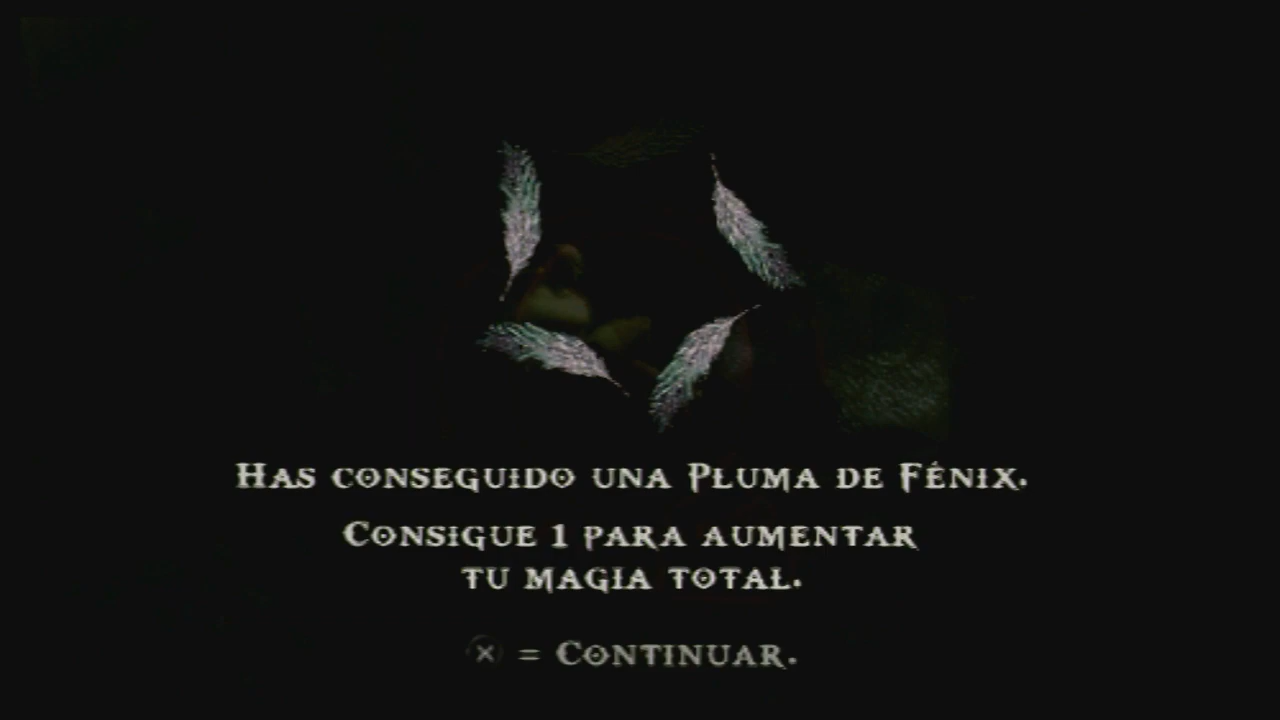 Has conseguido una Pluma de Fénix.
Consigue 1 para aumentar
tu magia total.
X = Continuar.